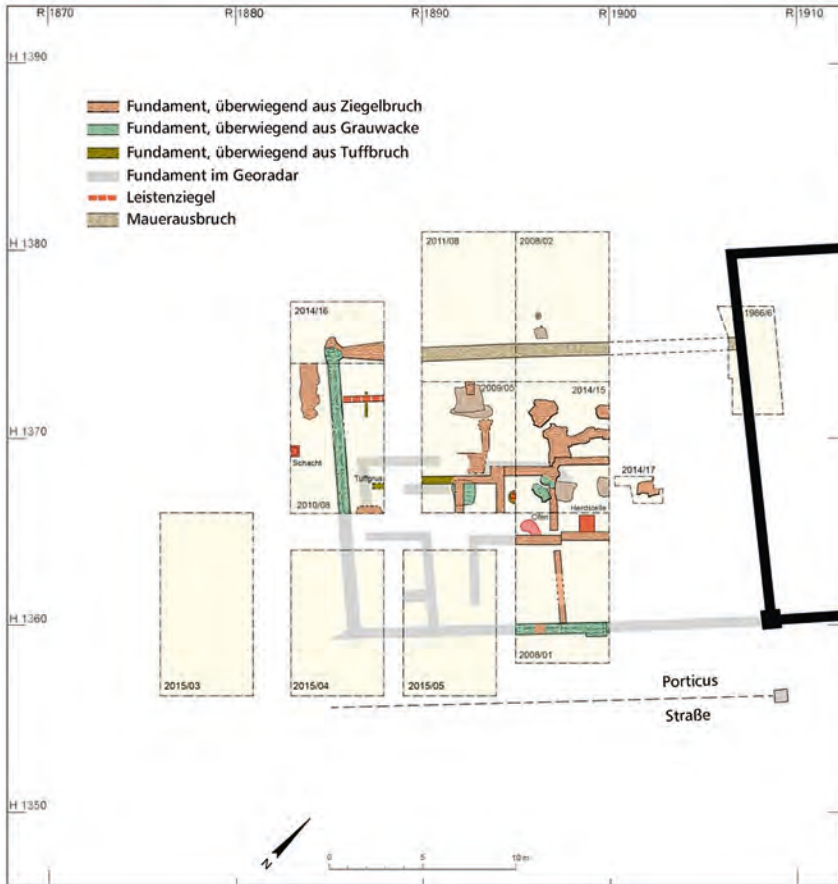 R 1870
R 1880
R 1890
R 1900
R 1910
H 1390
Fundament, überwiegend aus Ziegelbruch
Fundament, überwiegend aus Grauwacke
Fundament, überwiegend aus Tuffbruch
Fundament im Georadar
Leistenziegel
Mauerausbruch
H 1380
2011/08
2008/02
2014/16
1986/6
2009/05
2014/15
H 1370
Schacht
Tuffgrus
2014/17
2010/08
Ofen
Herdstelle
H 1360
2008/01
2015/03
2015/04
2015/05
Porticus
Straße
H 1350
N
0 5 10 m